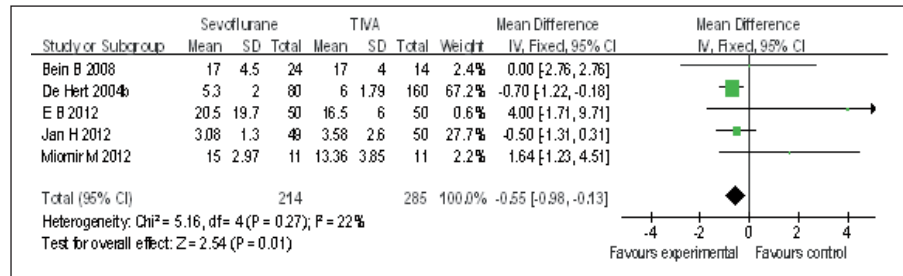 Sevoflurane TIVA Mean Difference Mean Difference
Study or Subgroup Mean SD Total Mean SD Total Weight IV, Fixed, 95% CI IV, Fixed, 95% CI
Bein B 2008 17 4.5 24 17 4 14 2.4% 0.00 [-2.76, 2.76]
De Hert 2004b 5.3 2 80 6 1.79 160 67.2% -0.70 [-1.22, -0.18]
E B 2012 20.5 19.7 50 16.5 6 50 0.6% 4.00 [-1.71, 9.71]
Jan H 2012 3.08 1.3 49 3.58 2.6 50 27.7% -0.50 [-1.31, 0.31]
Miomir M 2012 15 2.97 11 13.36 3.85 11 2.2% 1.64 [-1.23, 4.51]
Total (95% CI) 214 285 100.0% -0.55 [-0.98, -0.13]
Heterogeneity: Chi² = 5.16, df = 4 (P = 0.27); I² = 22%
Test for overall effect: Z = 2.54 (P = 0.01)
-4 -2 0 2 4
Favours experimental Favours control